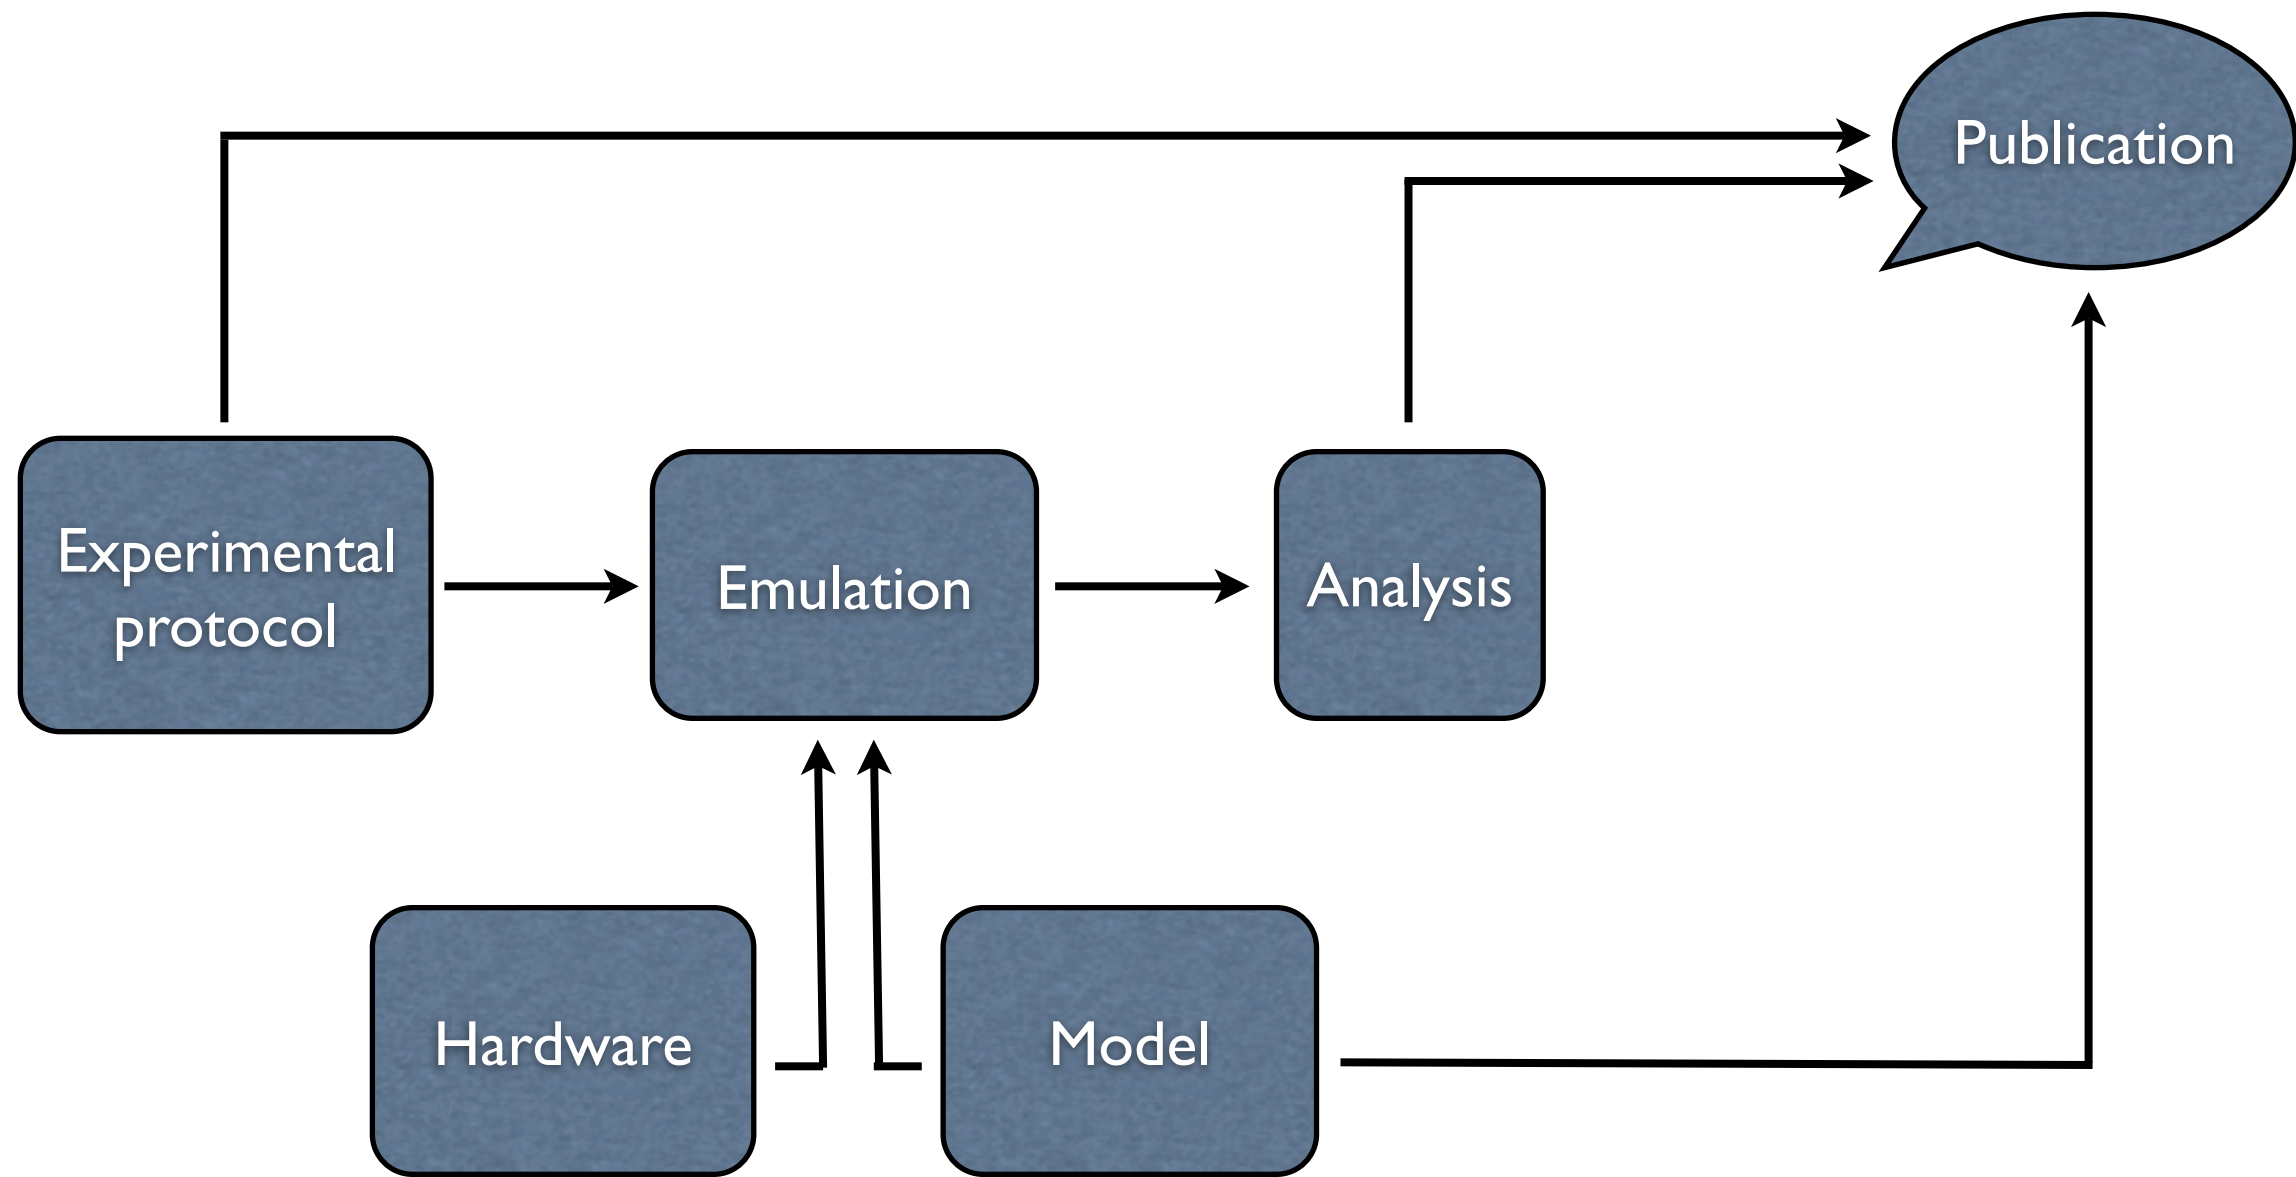 Publication
Experimental
protocol
Emulation
Analysis
Hardware
Model